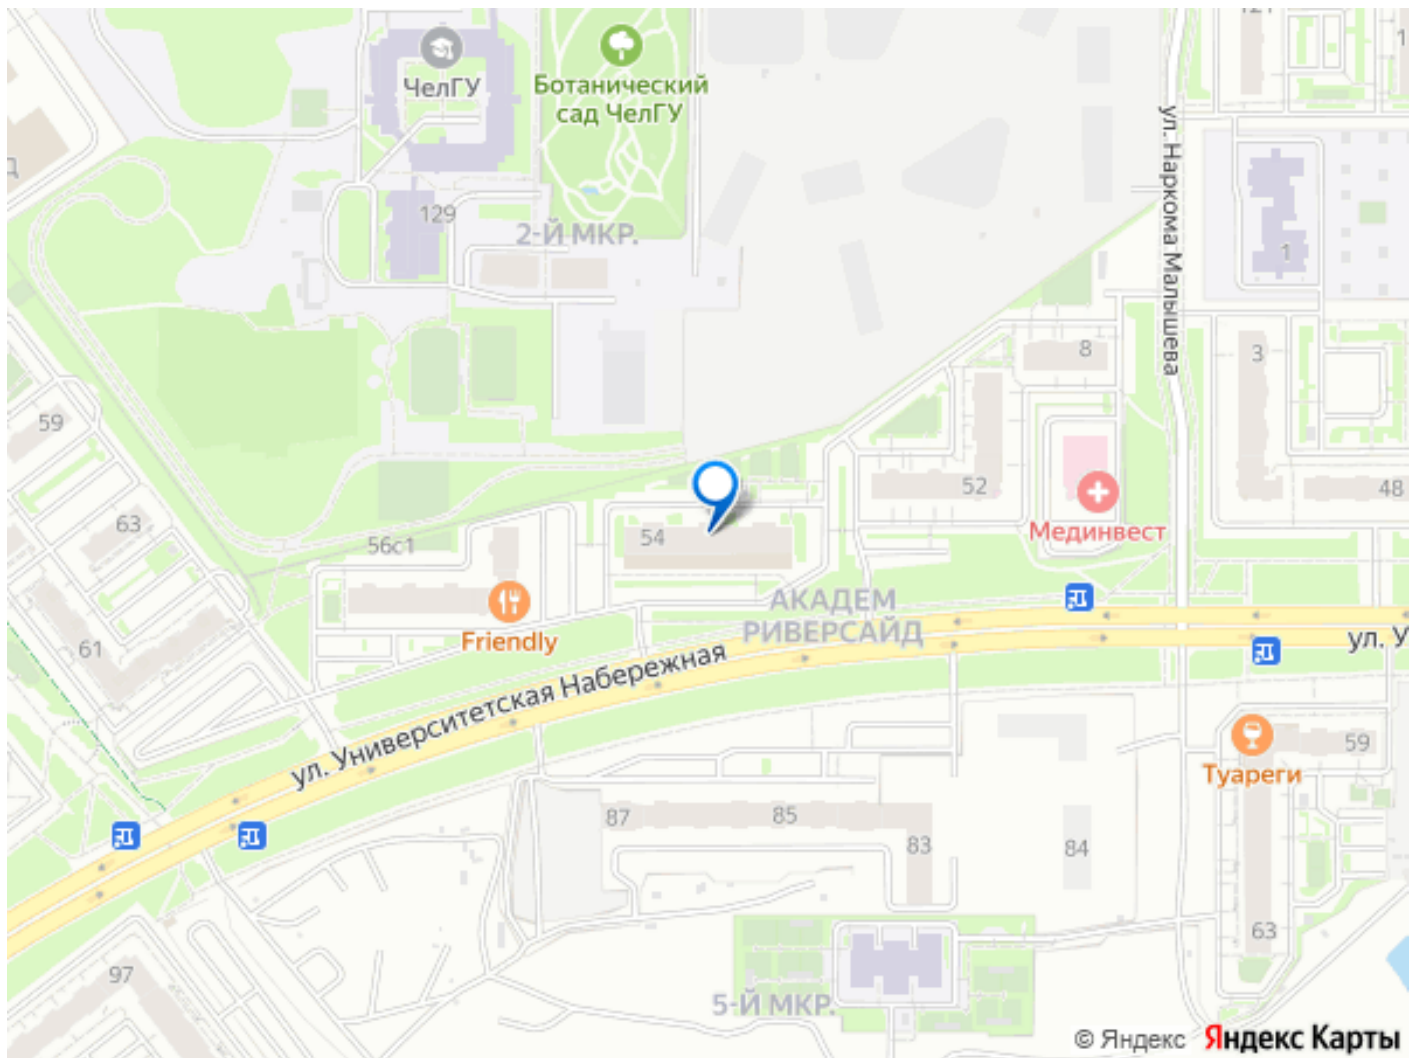 ЧелГУ
Ботанический
сад ЧелГУ
129
2-Й МКР.
ул. Наркома Малышева
1
8
3
59
52
48
Мединвест
63
54
56с1
АКАДЕМ
РИВЕРСАЙД
Friendly
61
ул. Университетская Набережная
ул. У
59
Туареги
87
85
83
84
63
97
5-Й МКР.
© Яндекс Яндекс Карты